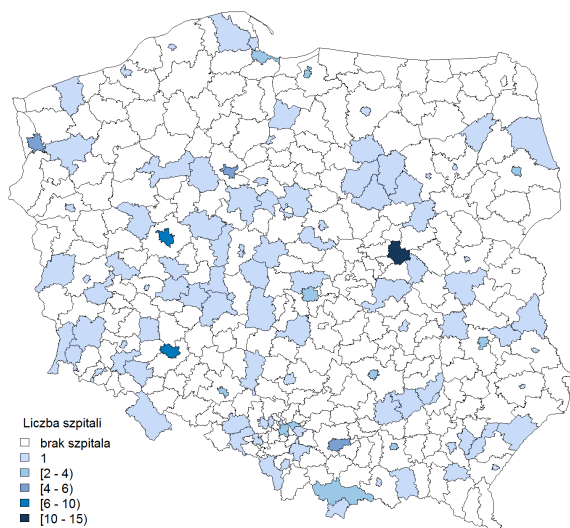 Liczba szpitali
brak szpitala
1
[2 - 4)
[4 - 6)
[6 - 10)
[10 - 15)